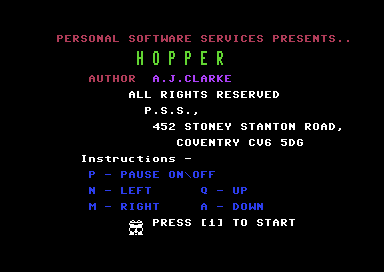 PERSONAL SOFTWARE SERVICES PRESENTS..
HOPPER
AUTHOR A.J.CLARKE
ALL RIGHTS RESERVED
P.S.S.,
452 STONEY STANTON ROAD,
COVENTRY CV6 5DG
Instructions -
P - PAUSE ON\OFF
N - LEFT Q - UP
M - RIGHT A - DOWN
PRESS [1] TO START